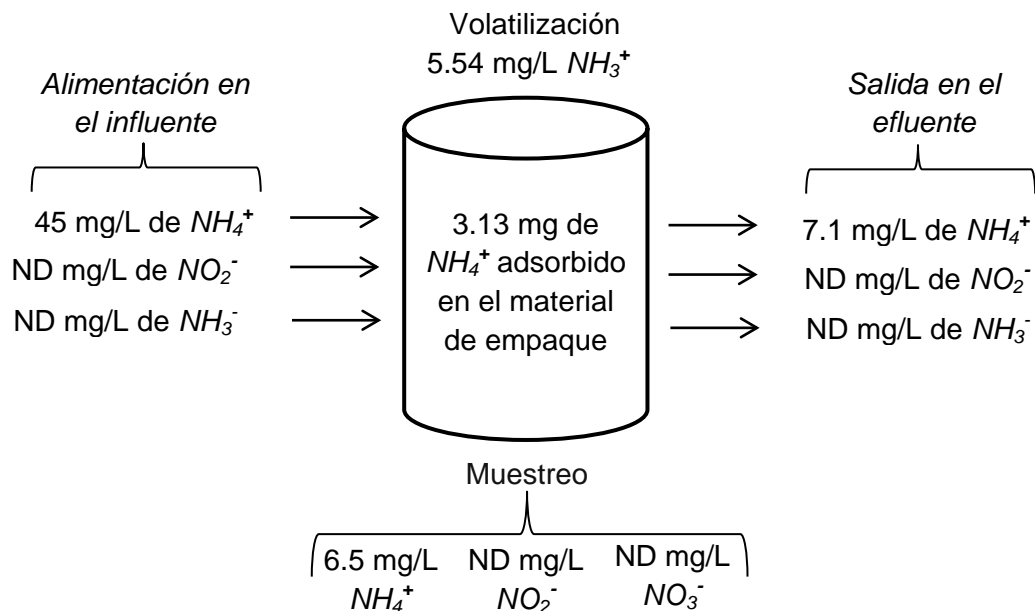 Volatilización
5.54 mg/L NH₃⁺
Alimentación en
el influente
45 mg/L de NH₄⁺
ND mg/L de NO₂⁻
ND mg/L de NH₃⁻
3.13 mg de
NH₄⁺ adsorbido
en el material
de empaque
Salida en el
efluente
7.1 mg/L de NH₄⁺
ND mg/L de NO₂⁻
ND mg/L de NH₃⁻
Muestreo
6.5 mg/L ND mg/L ND mg/L
NH₄⁺ NO₂⁻ NO₃⁻